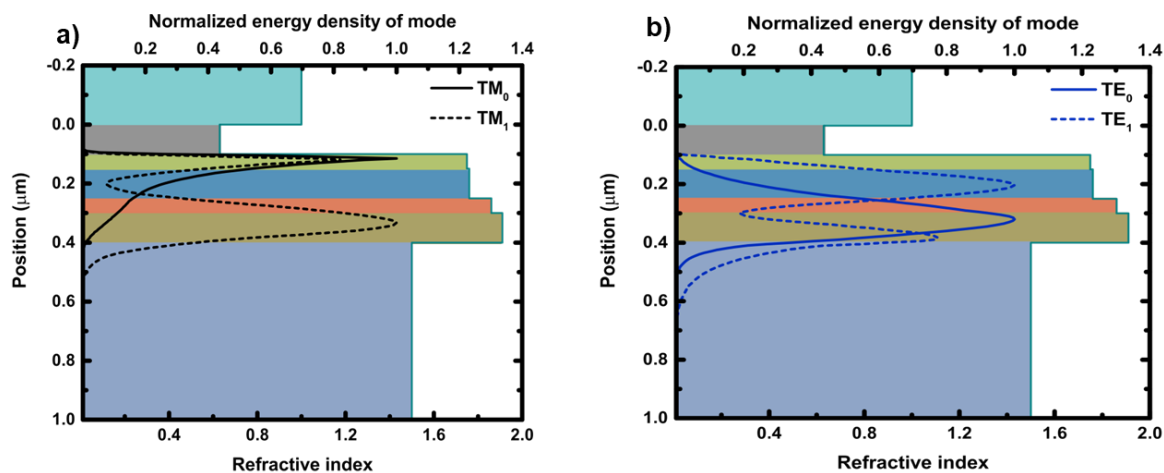 Normalized energy density of mode
a)
0.2 0.4 0.6 0.8 1.0 1.2 1.4
-0.2
0.0
0.2
0.4
0.6
0.8
1.0
Position (μm)
TM0
TM1
0.4 0.8 1.2 1.6 2.0
Refractive index
Normalized energy density of mode
b)
0.2 0.4 0.6 0.8 1.0 1.2 1.4
-0.2
0.0
0.2
0.4
0.6
0.8
1.0
Position (μm)
TE0
TE1
0.4 0.8 1.2 1.6 2.0
Refractive index